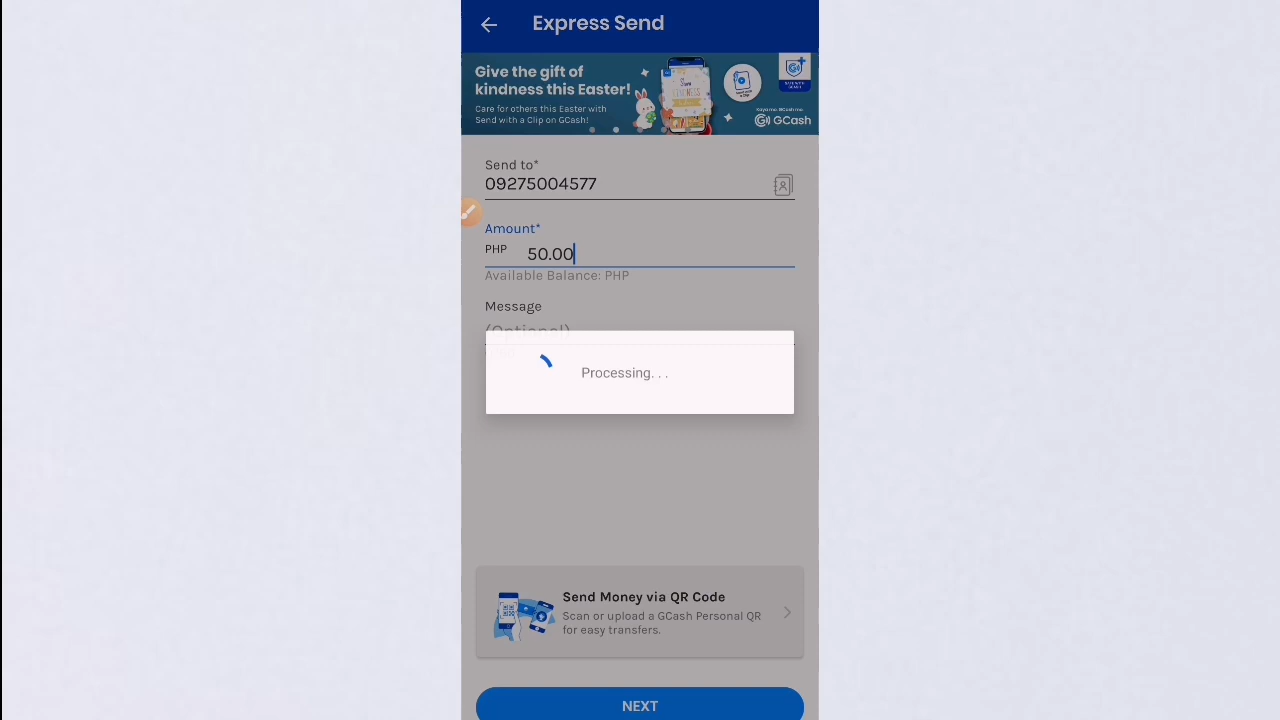 Express Send
Give the gift of
kindness this Easter!
Care for others this Easter with
Send with a Clip on GCash!
GCash
Send to*
09275004577
Amount*
PHP 50.00
Available Balance: PHP
Message
(Optional)
Processing. . .
Send Money via QR Code
Scan or upload a GCash Personal QR
for easy transfers.
NEXT